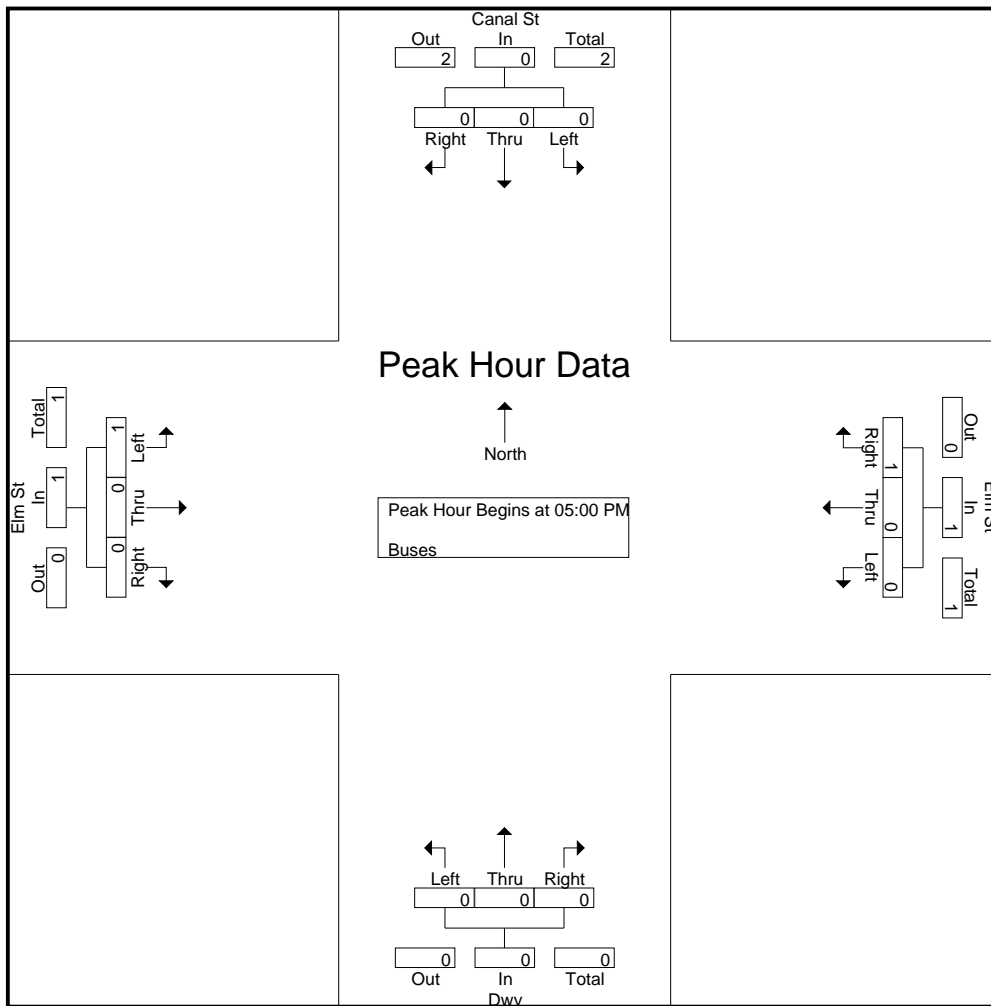 Canal St
Out In Total
2 0 2
0 0 0
Right Thru Left
Peak Hour Data
North
Peak Hour Begins at 05:00 PM
Buses
Elm St
Total In Out
1 1 0
1 0 0
Left Thru Right
Elm St
Out In Total
0 1 1
1 0 0
Right Thru Left
Left Thru Right
0 0 0
0 0 0
Out In Total
Dwy